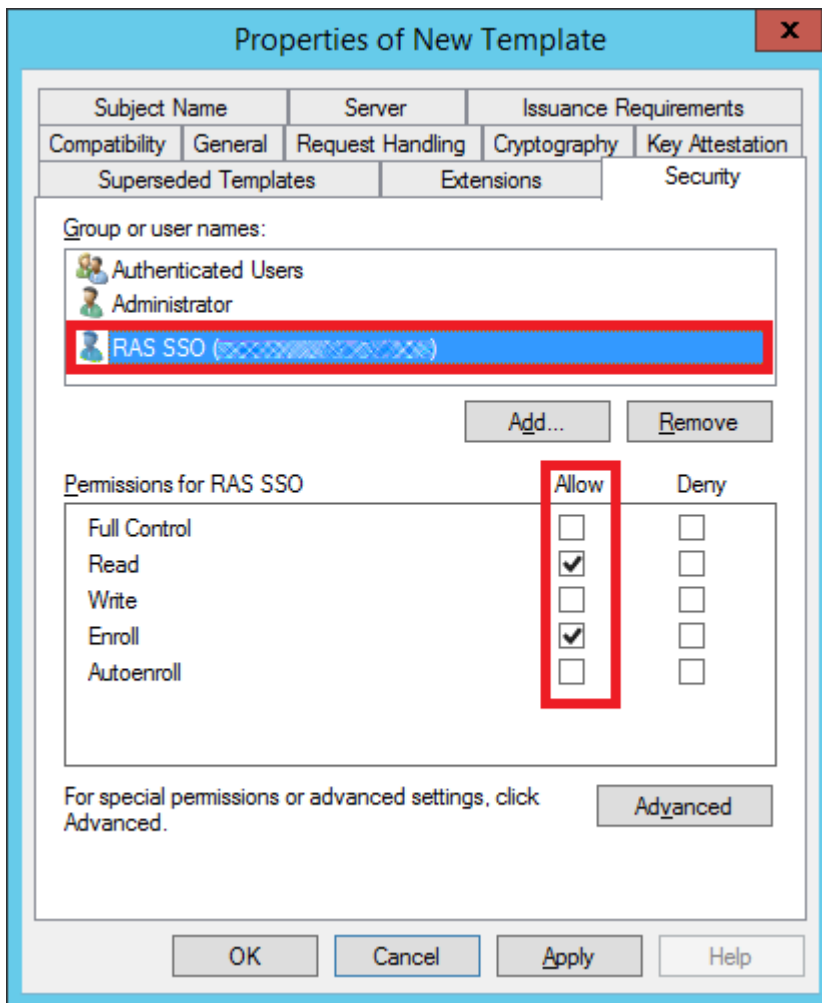 Properties of New Template
x
Subject Name Server Issuance Requirements
Compatibility General Request Handling Cryptography Key Attestation
Superseded Templates Extensions Security
Group or user names:
Authenticated Users
Administrator
RAS SSO (
)
Add... Remove
Permissions for RAS SSO Allow Deny
Full Control
Read
Write
Enroll
Autoenroll
For special permissions or advanced settings, click
Advanced.
Advanced
OK Cancel Apply Help